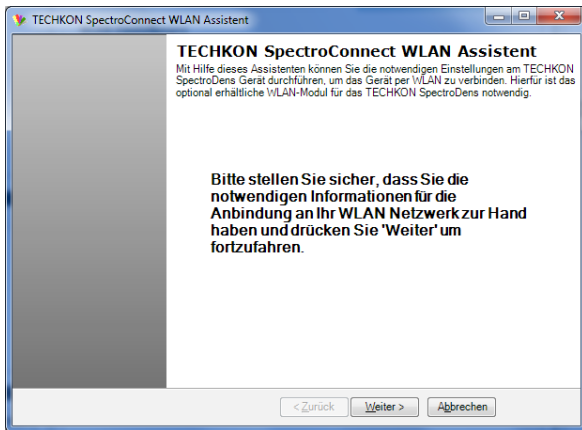 TECHKON SpectroConnect WLAN Assistent
TECHKON SpectroConnect WLAN Assistent
Mit Hilfe dieses Assistenten können Sie die notwendigen Einstellungen am TECHKON
SpectroDens Gerät durchführen, um das Gerät per WLAN zu verbinden. Hierfür ist das
optional erhältliche WLAN-Modul für das TECHKON SpectroDens notwendig.
Bitte stellen Sie sicher, dass Sie die
notwendigen Informationen für die
Anbindung an Ihr WLAN Netzwerk zur Hand
haben und drücken Sie 'Weiter' um
fortzufahren.
< Zurück Weiter > Abbrechen